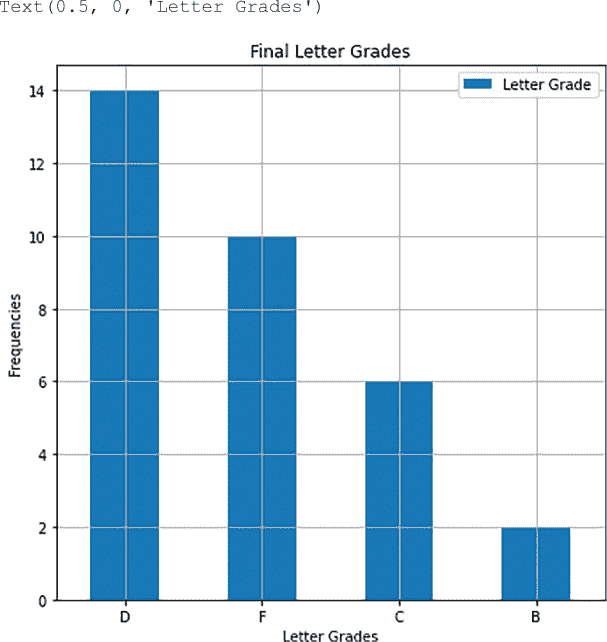 Text(0.5, 0, 'Letter Grades')
Final Letter Grades
Letter Grade
14
12
10
8
6
4
2
0
Frequencies
D F C B
Letter Grades